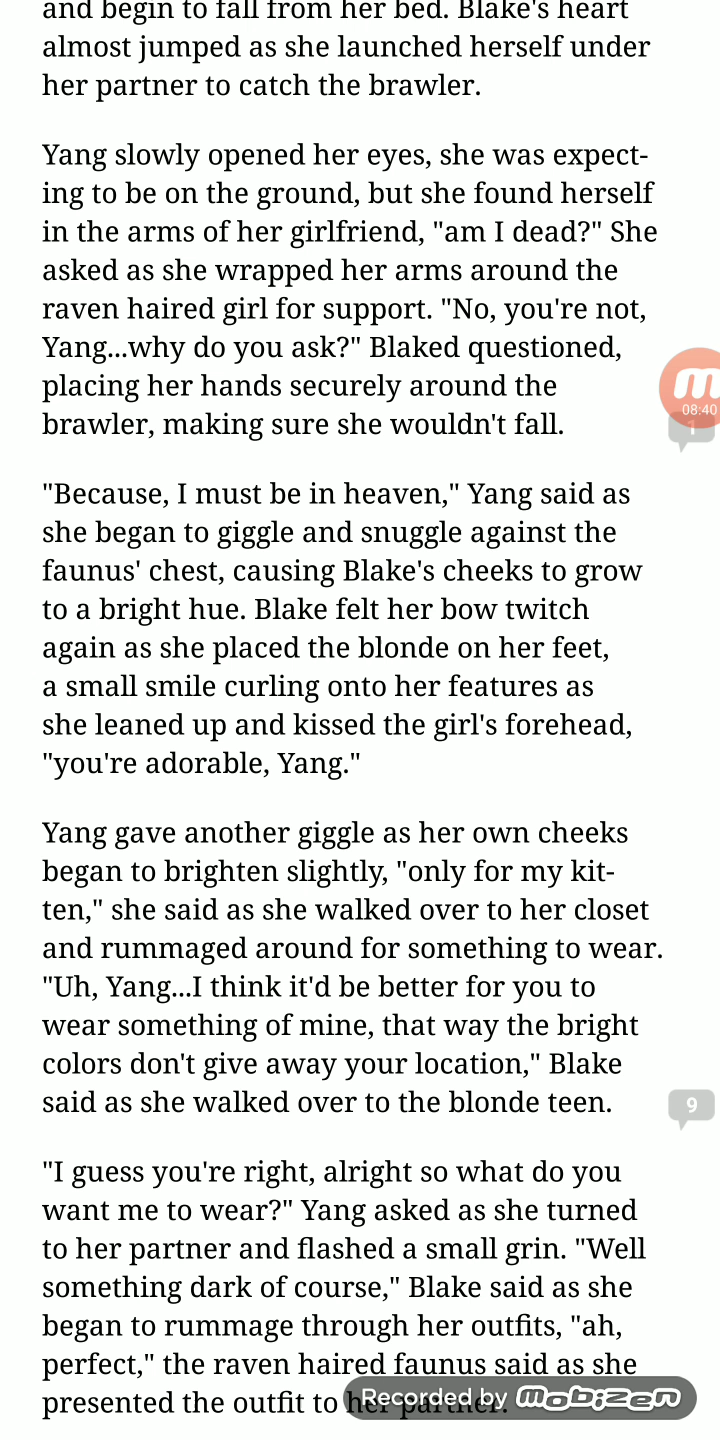 and begin to fall from her bed. Blake's heart
almost jumped as she launched herself under
her partner to catch the brawler.
Yang slowly opened her eyes, she was expect-
ing to be on the ground, but she found herself
in the arms of her girlfriend, "am I dead?" She
asked as she wrapped her arms around the
raven haired girl for support. "No, you're not,
Yang...why do you ask?" Blaked questioned,
placing her hands securely around the
08:40
brawler, making sure she wouldn't fall.
1
"Because, I must be in heaven," Yang said as
she began to giggle and snuggle against the
faunus' chest, causing Blake's cheeks to grow
to a bright hue. Blake felt her bow twitch
again as she placed the blonde on her feet,
a small smile curling onto her features as
she leaned up and kissed the girl's forehead,
"you're adorable, Yang."
Yang gave another giggle as her own cheeks
began to brighten slightly, "only for my kit-
ten," she said as she walked over to her closet
and rummaged around for something to wear.
"Uh, Yang...I think it'd be better for you to
wear something of mine, that way the bright
colors don't give away your location," Blake
said as she walked over to the blonde teen.
9
"I guess you're right, alright so what do you
want me to wear?" Yang asked as she turned
to her partner and flashed a small grin. "Well
something dark of course," Blake said as she
began to rummage through her outfits, "ah,
perfect," the raven haired faunus said as she
presented the outfit to her partner.
Recorded by mobizen